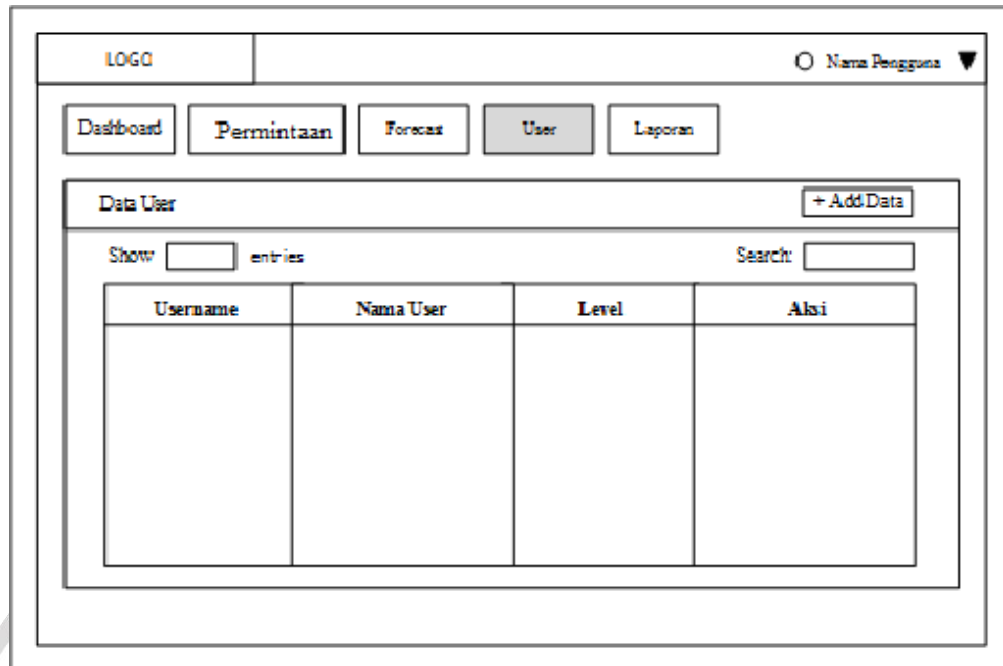 LOGO
Nama Pengguna
Dashboard Permintaan Forecast User Laporan
Data User + Add Data
Show entries Search:
Username Nama User Level Aksi